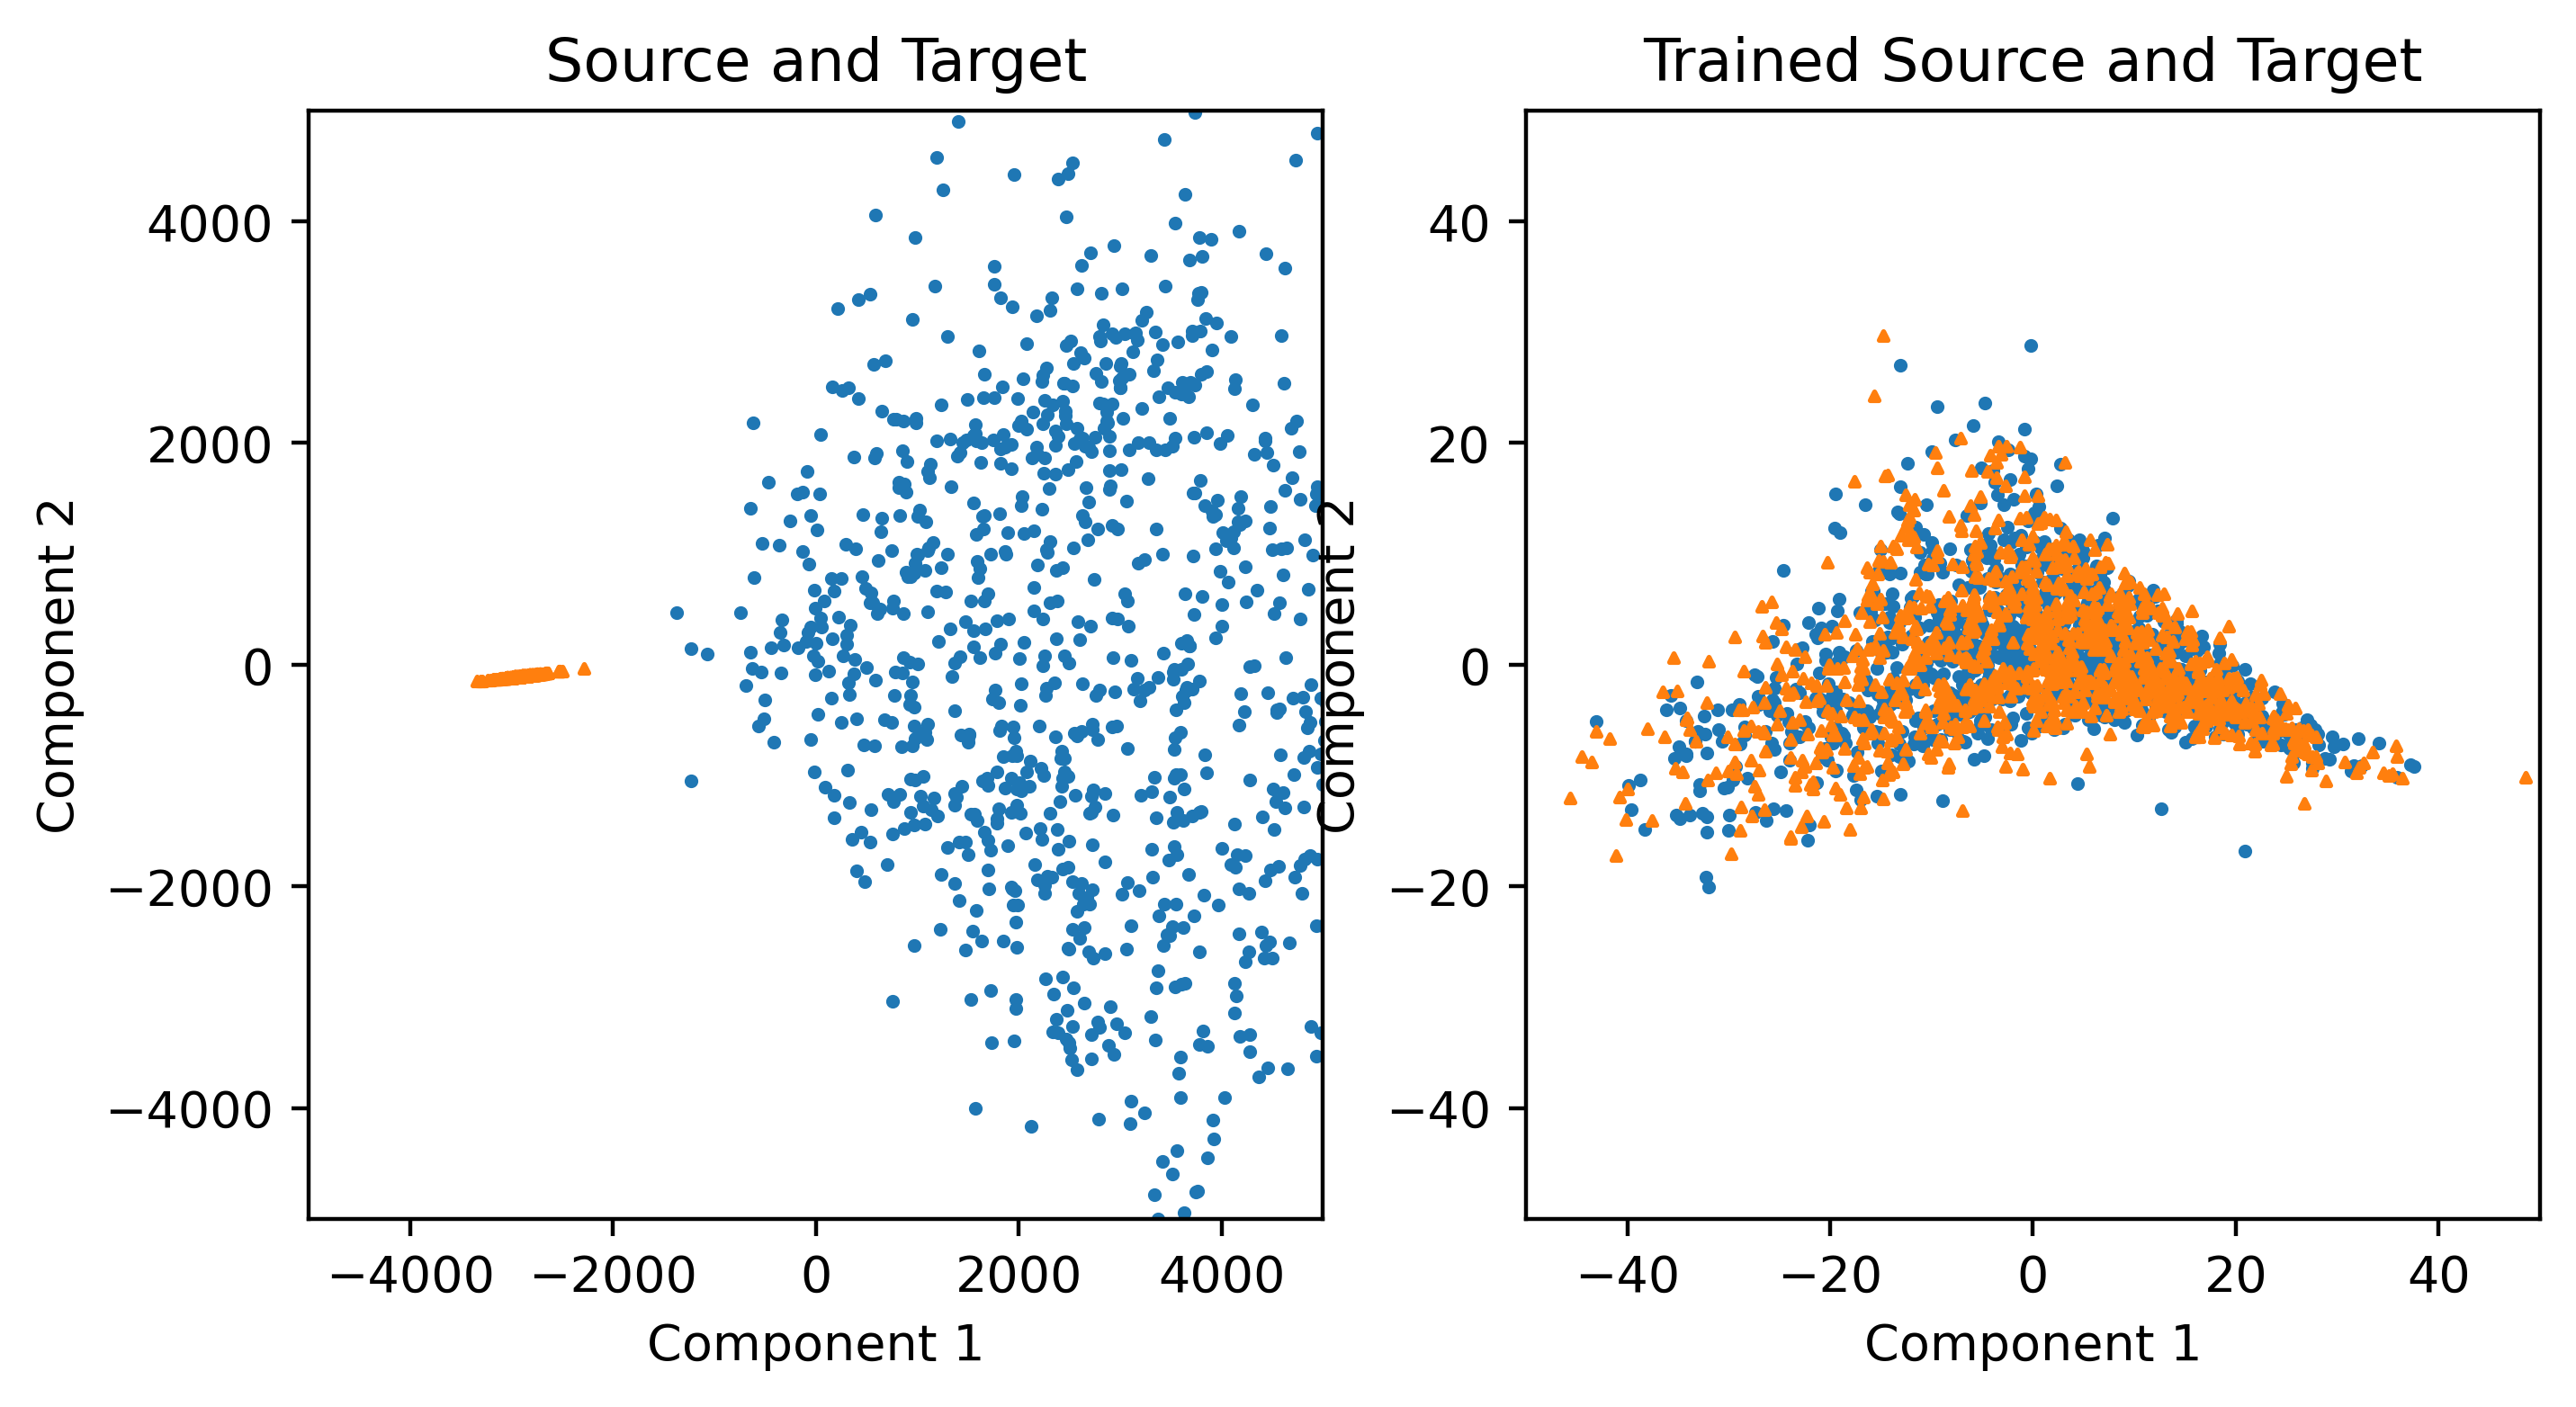 Source and Target
Component 2
4000
2000
0
−2000
−4000
−4000 −2000 0 2000 4000
Component 1
Trained Source and Target
Component 2
40
20
0
−20
−40
−40 −20 0 20 40
Component 1